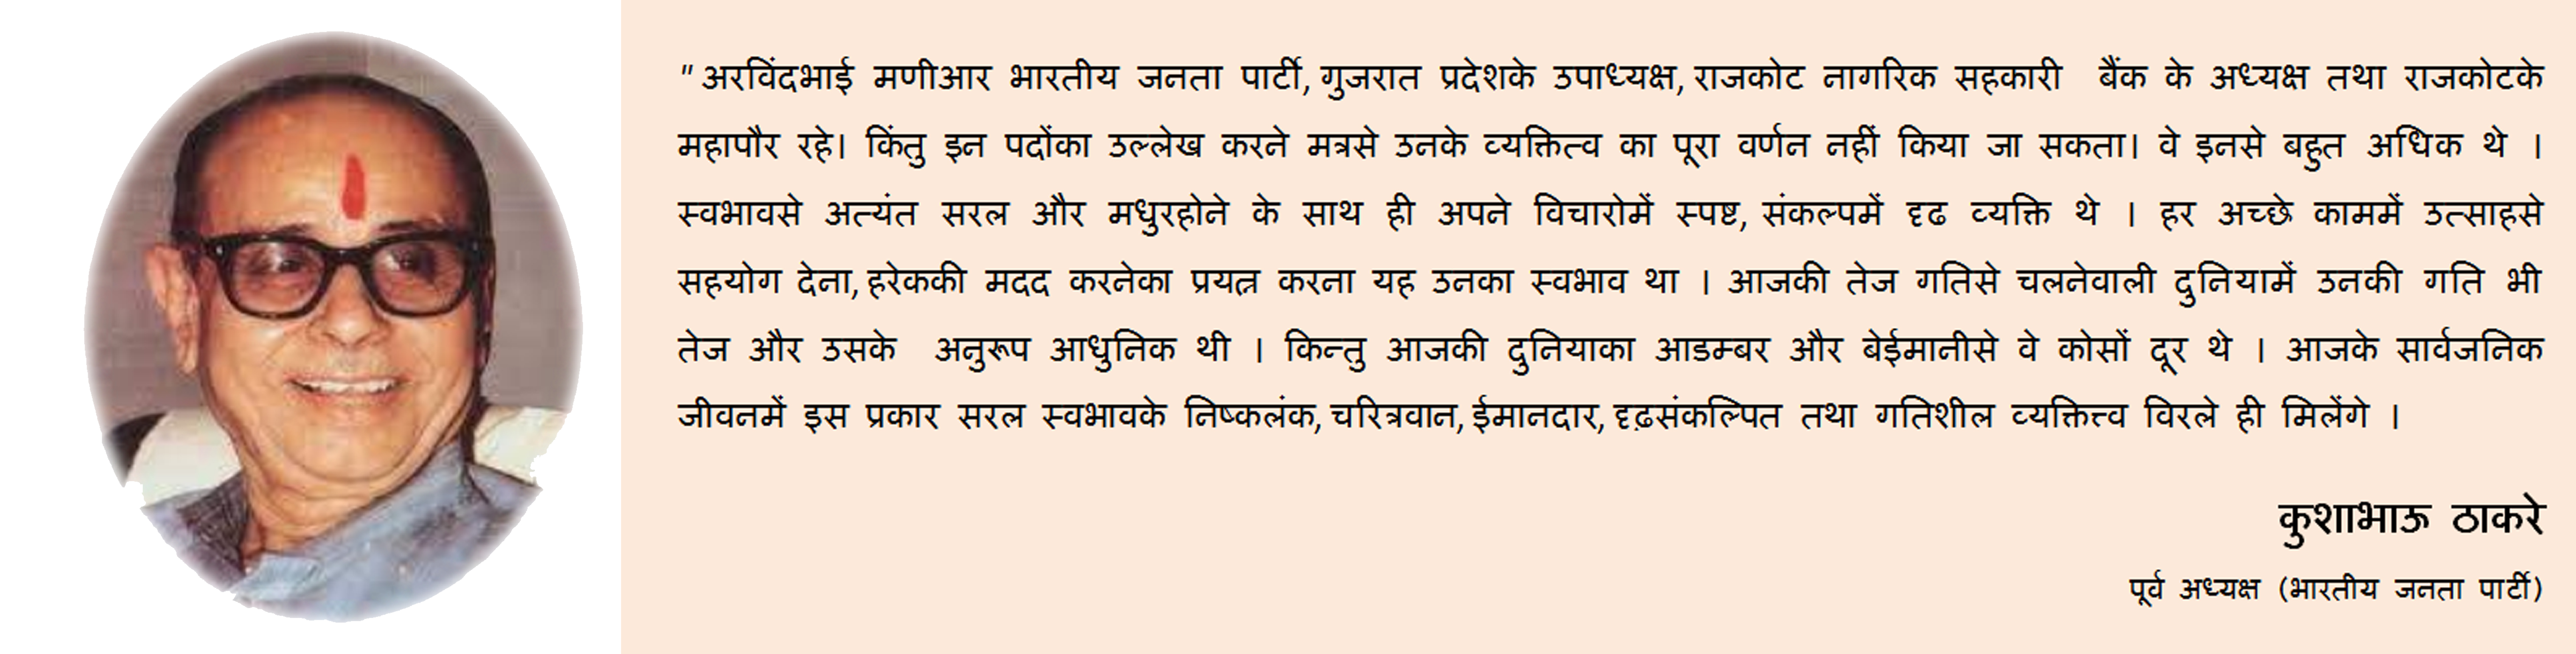 " अरविंदभाई मणीआर भारतीय जनता पार्टी, गुजरात प्रदेशके उपाध्यक्ष, राजकोट नागरिक सहकारी बैंक के अध्यक्ष तथा राजकोटके
महापौर रहे। किंतु इन पदोंका उल्लेख करने मत्रसे उनके व्यक्तित्व का पूरा वर्णन नहीं किया जा सकता। वे इनसे बहुत अधिक थे ।
स्वभावसे अत्यंत सरल और मधुरहोने के साथ ही अपने विचारोमें स्पष्ट, संकल्पमें दृढ व्यक्ति थे । हर अच्छे काममें उत्साहसे
सहयोग देना, हरेककी मदद करनेका प्रयत्न करना यह उनका स्वभाव था । आजकी तेज गतिसे चलनेवाली दुनियामें उनकी गति भी
तेज और उसके अनुरूप आधुनिक थी । किन्तु आजकी दुनियाका आडम्बर और बेईमानीसे वे कोसों दूर थे । आजके सार्वजनिक
जीवनमें इस प्रकार सरल स्वभावके निष्कलंक, चरित्रवान, ईमानदार, दृढ़संकल्पित तथा गतिशील व्यक्तित्त्व विरले ही मिलेंगे ।
कुशाभाऊ ठाकरे
पूर्व अध्यक्ष (भारतीय जनता पार्टी)